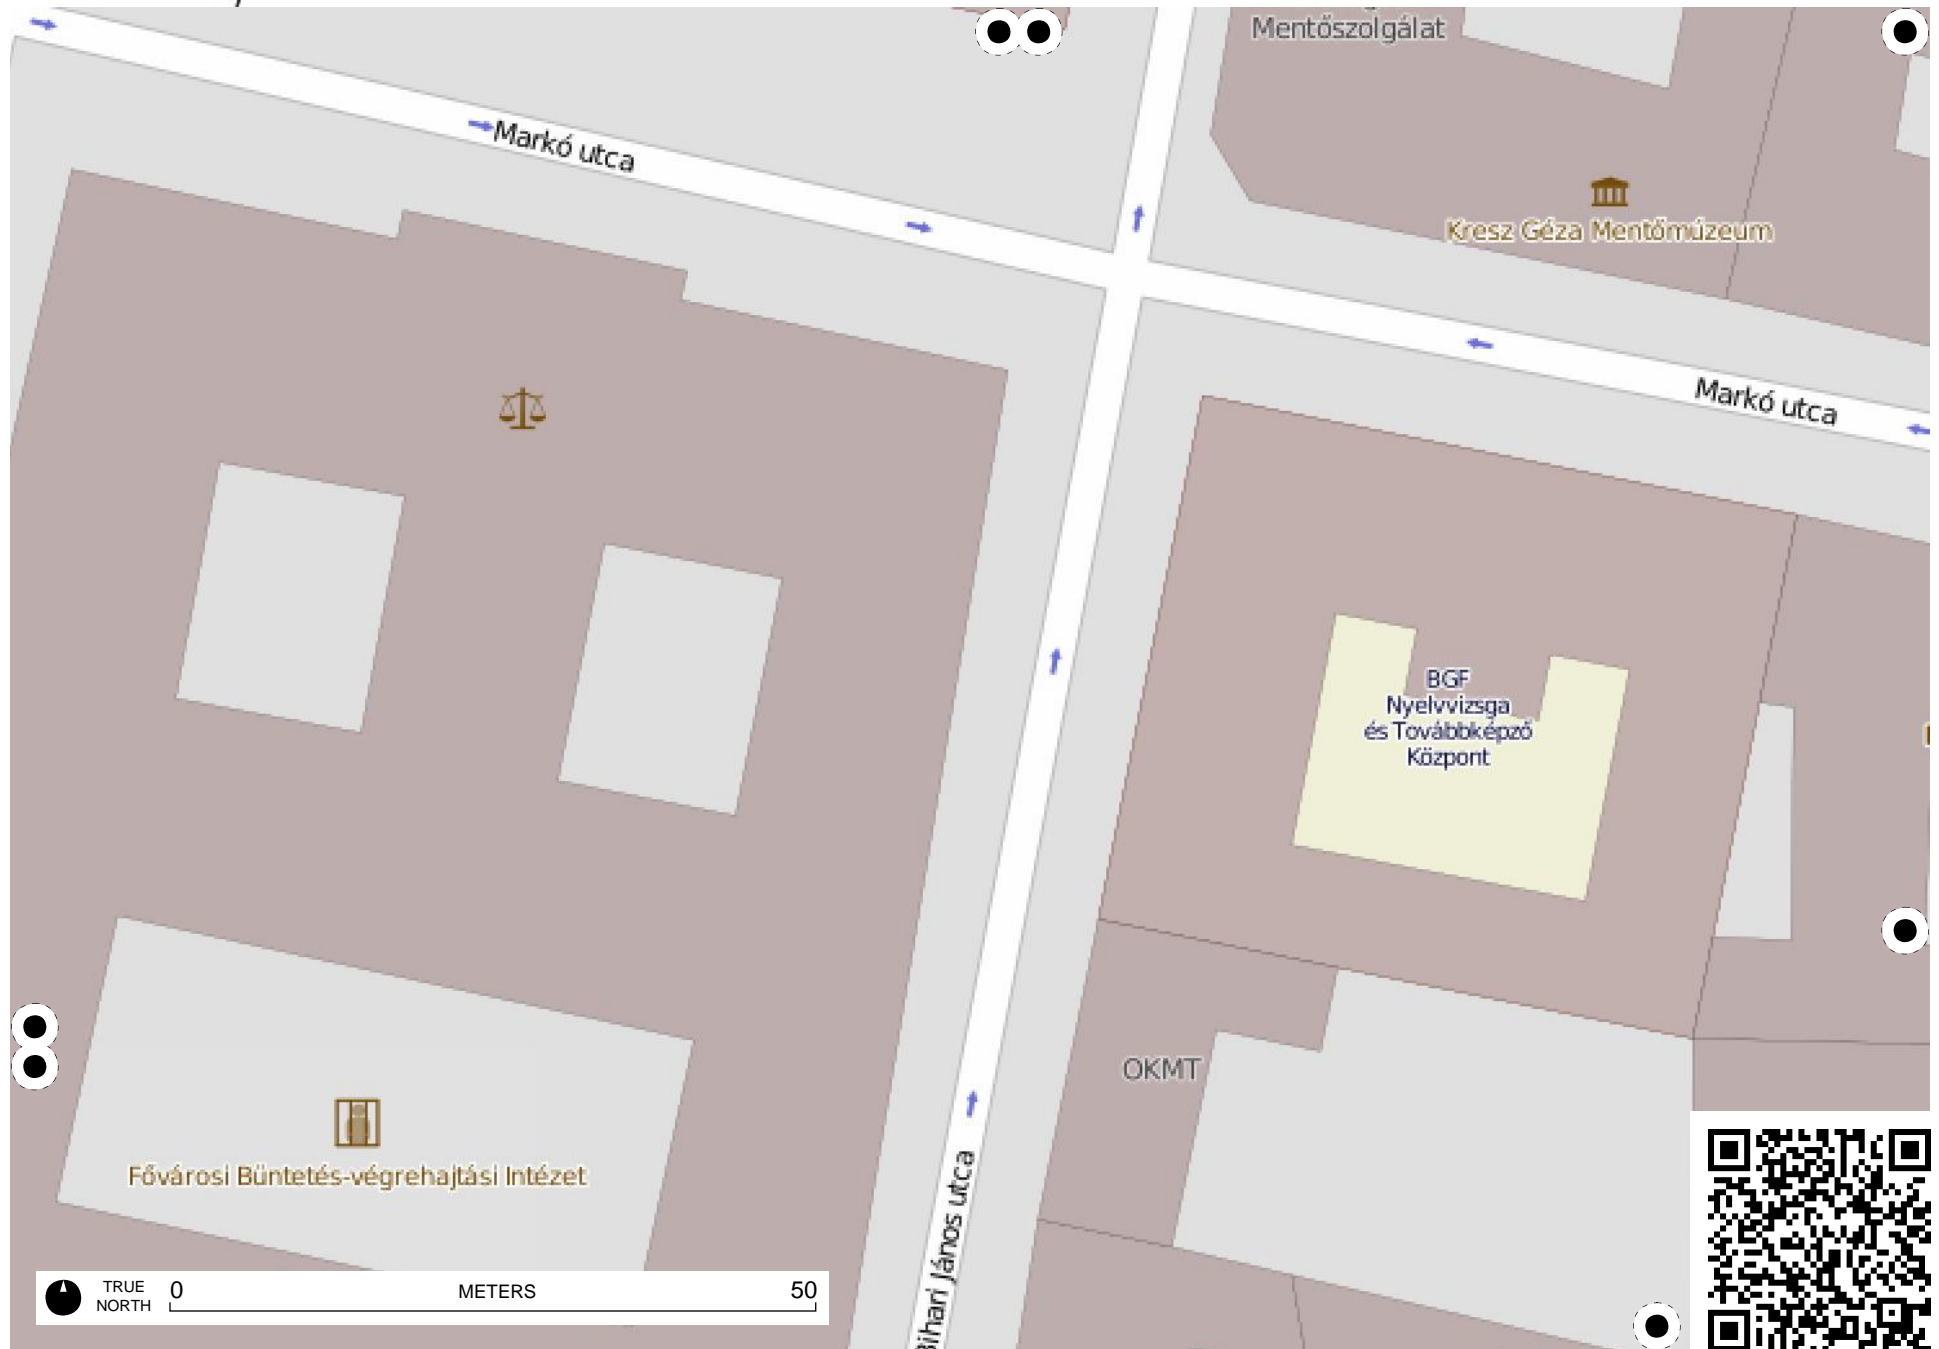 Mentőszolgálat
Markó utca
Kresz Géza Mentőmúzeum
Markó utca
BGF
Nyelvvizsga
és Továbbképző
Központ
OKMT
Fővárosi Büntetés-végrehajtási Intézet
Bihari János utca
TRUE
NORTH
0
METERS
50